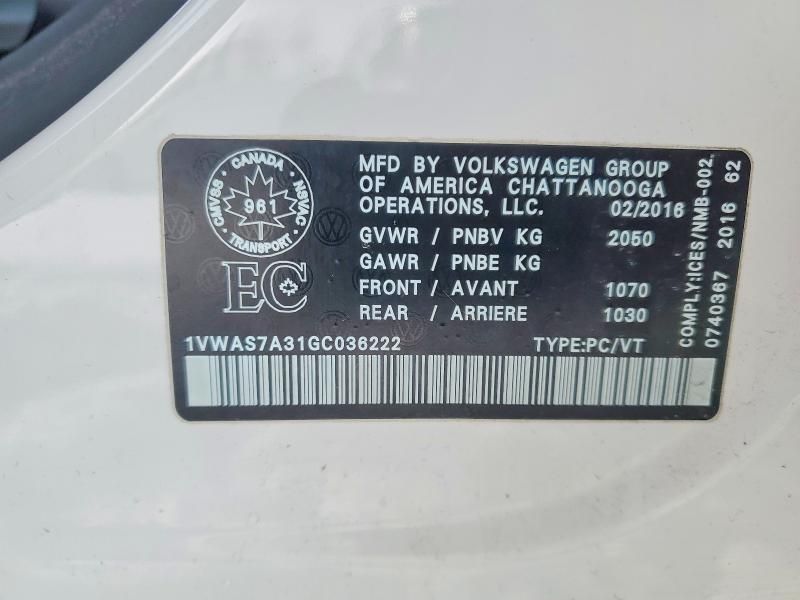 CANADA
CMVSS
NSVAC
961
TRANSPORT
EC
MFD BY VOLKSWAGEN GROUP
OF AMERICA CHATTANOOGA
OPERATIONS, LLC. 02/2016
GVWR / PNBV KG 2050
GAWR / PNBE KG
FRONT / AVANT 1070
REAR / ARRIERE 1030
1VWAS7A31GC036222 TYPE:PC/VT
COMPLY:ICES/NMB-002.
0740367 2016 62